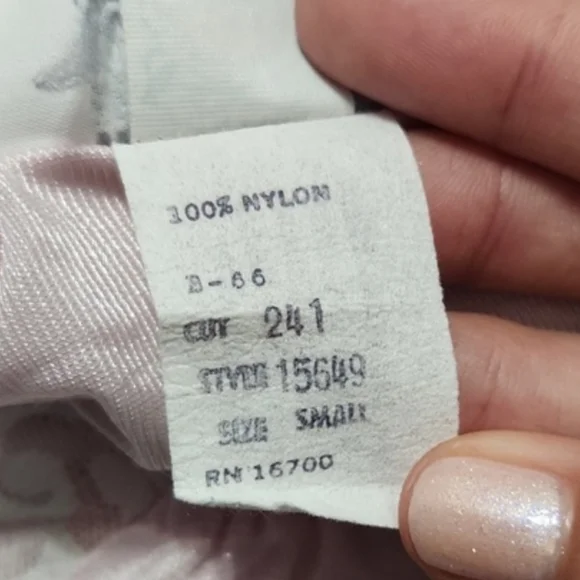 100% NYLON
B-66
CUT 241
STYLE 15649
SIZE SMALL
RN 16700